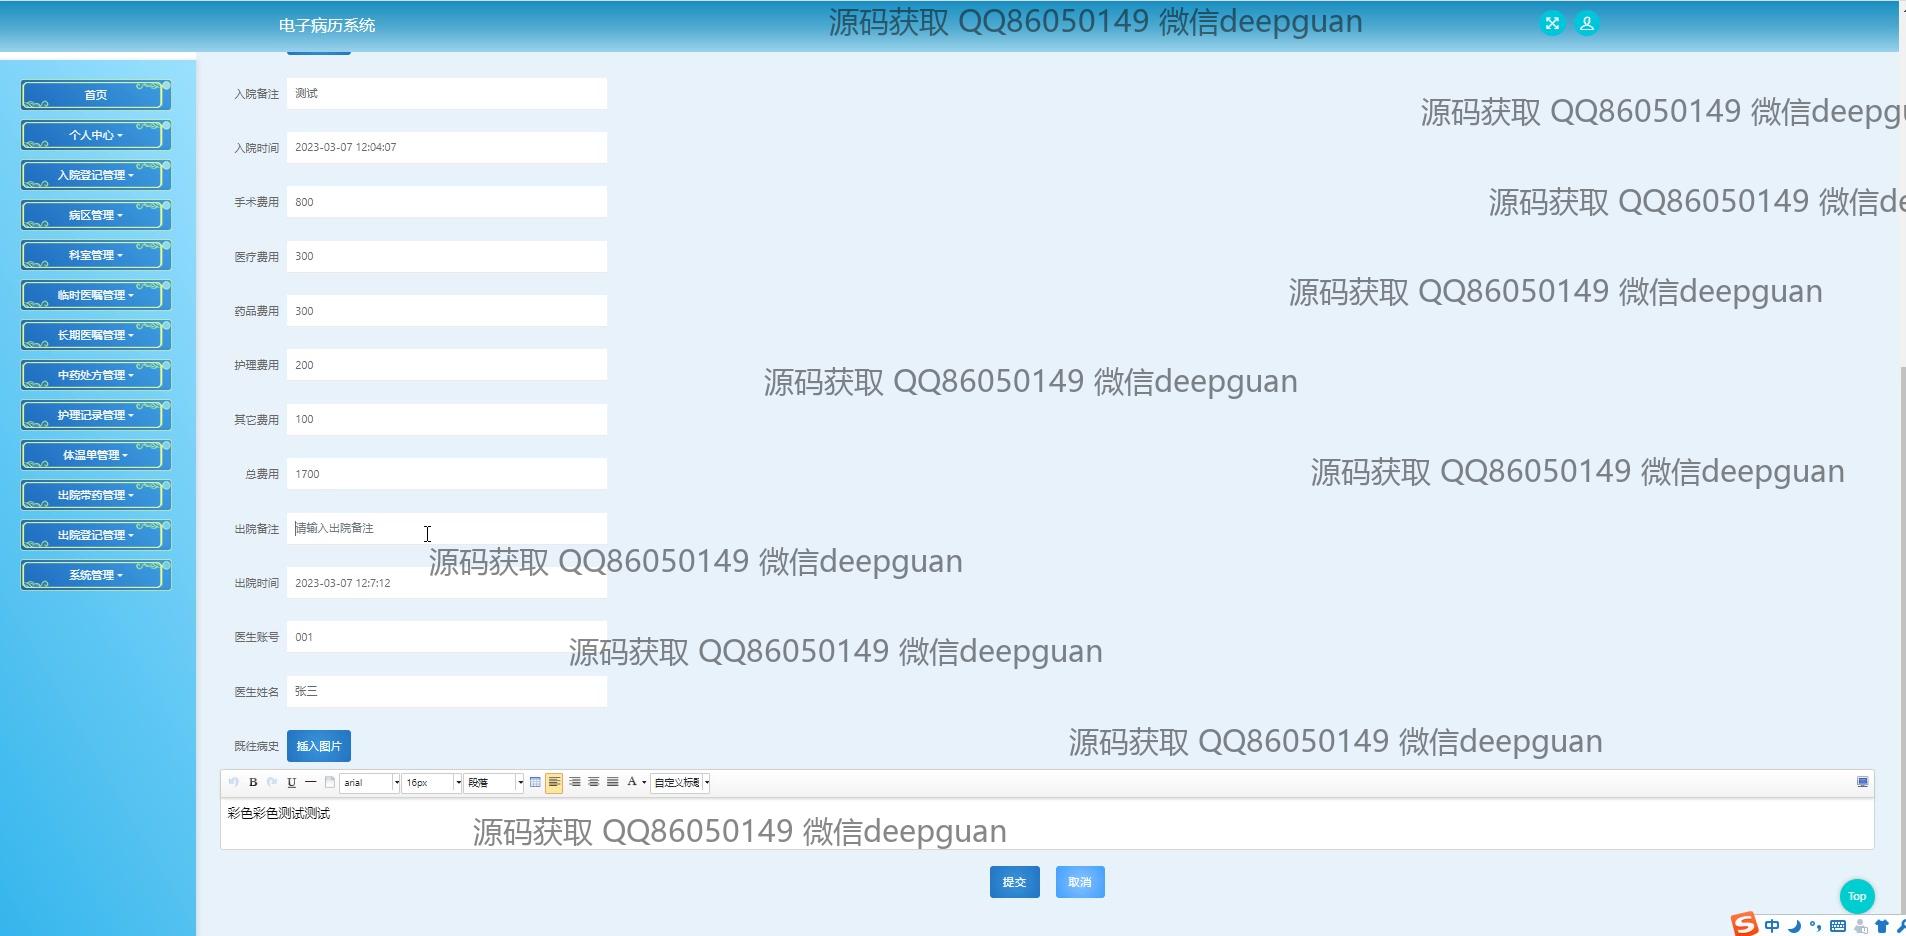 电子病历系统
源码获取 QQ86050149 微信deepguan
首页
个人中心
入院登记管理
病区管理
科室管理
临时医嘱管理
长期医嘱管理
中药处方管理
护理记录管理
体温单管理
出院带药管理
出院登记管理
系统管理
入院备注 测试
源码获取 QQ86050149 微信deepg
入院时间 2023-03-07 12:04:07
手术费用 800
源码获取 QQ86050149 微信de
医疗费用 300
源码获取 QQ86050149 微信deepguan
药品费用 300
护理费用 200
源码获取 QQ86050149 微信deepguan
其它费用 100
总费用 1700
源码获取 QQ86050149 微信deepguan
出院备注 请输入出院备注
源码获取 QQ86050149 微信deepguan
出院时间 2023-03-07 12:7:12
医生账号 001
源码获取 QQ86050149 微信deepguan
医生姓名 张三
既往病史 插入图片
源码获取 QQ86050149 微信deepguan
B U arial 16px 段落 A 自定义标题
彩色彩色测试测试
源码获取 QQ86050149 微信deepguan
提交 取消
Top
S 中